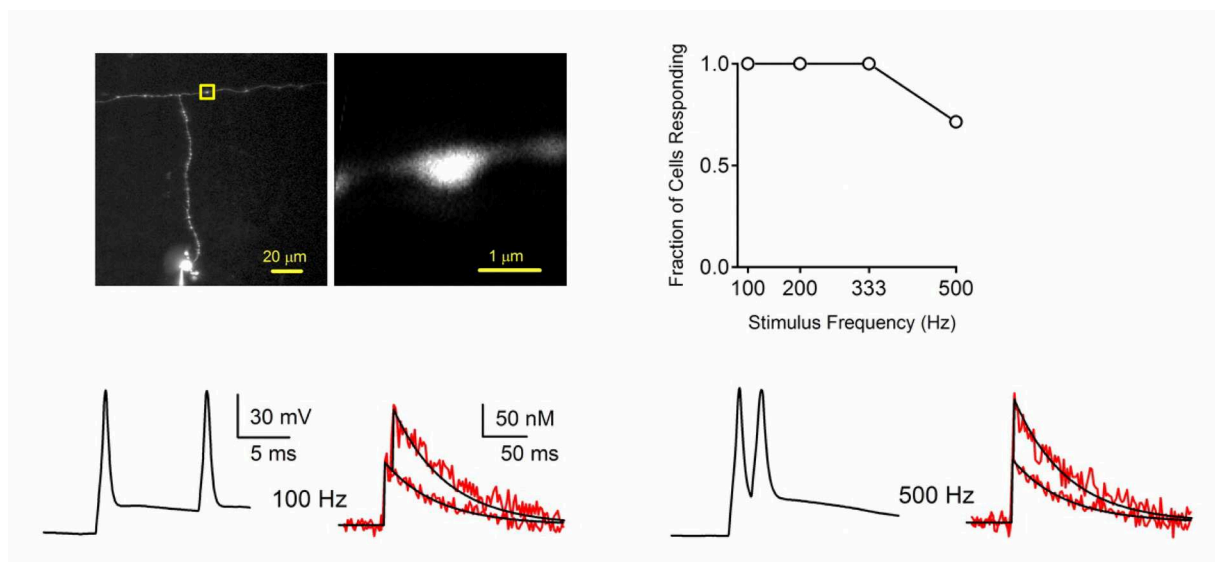 20 µm
1 µm
Fraction of Cells Responding
1.0
0.5
0.0
100 200 333 500
Stimulus Frequency (Hz)
30 mV
5 ms
100 Hz
50 nM
50 ms
500 Hz